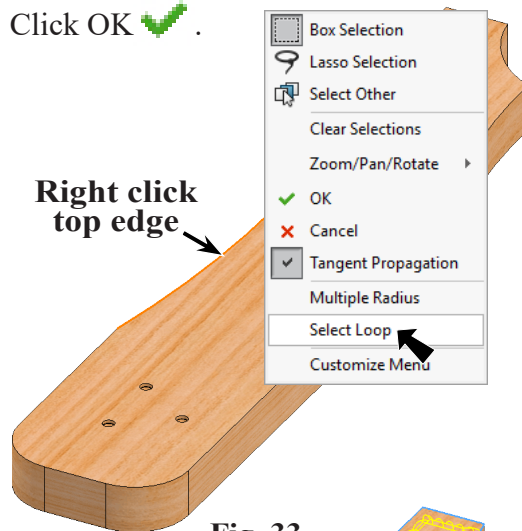 Click OK .
Box Selection
Lasso Selection
Select Other
Clear Selections
Zoom/Pan/Rotate
OK
Cancel
Tangent Propagation
Multiple Radius
Select Loop
Customize Menu
Right click
top edge
Fig. 33